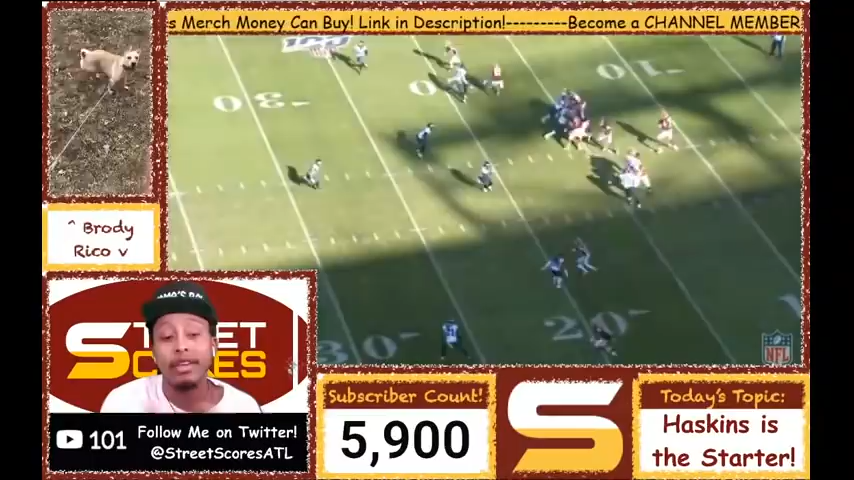 s Merch Money Can Buy! Link in Description!---------Become a CHANNEL MEMBER
30
0
10
NFL
^ Brody
Rico v
STREET
SCORES
101
Follow Me on Twitter!
@StreetScoresATL
30
20
Subscriber Count!
5,900
S
Today's Topic:
Haskins is
the Starter!